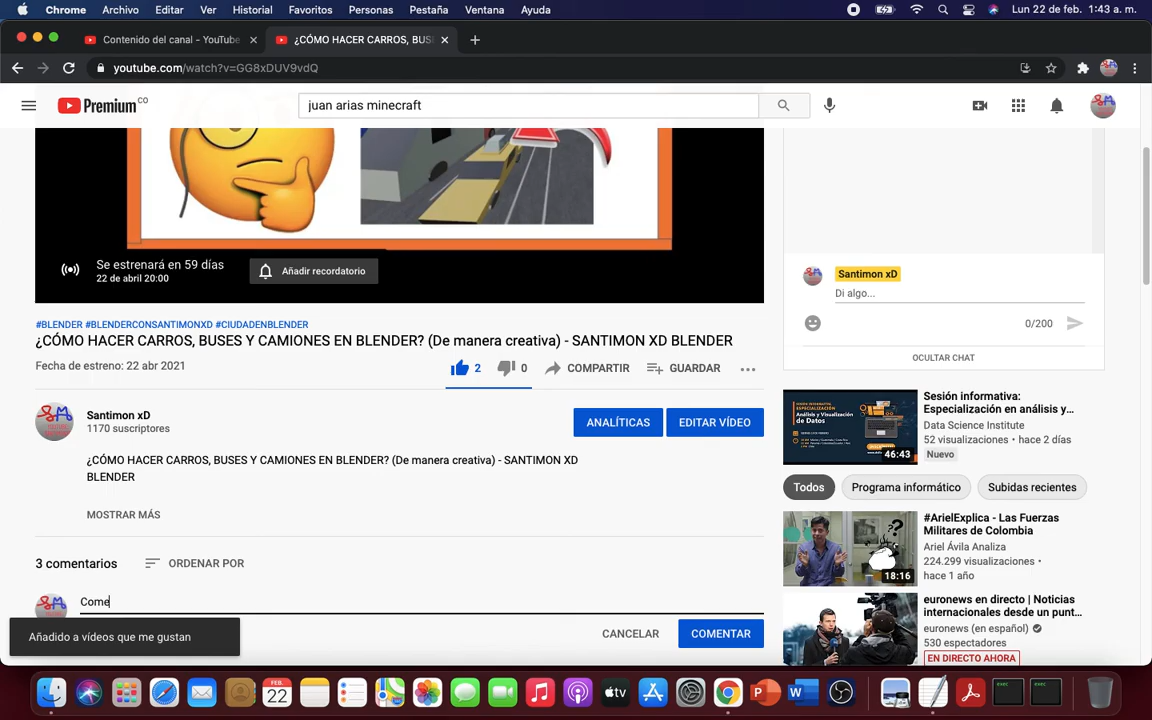 Chrome Archivo Editar Ver Historial Favoritos Personas Pestaña Ventana Ayuda Lun 22 de feb. 1:43 a. m.
Contenido del canal - YouTube
¿CÓMO HACER CARROS, BUS
youtube.com/watch?v=GG8xDUV9vdQ
Premium CO
juan arias minecraft
Se estrenará en 59 días
22 de abril 20:00
Añadir recordatorio
#BLENDER #BLENDERCONSANTIMONXD #CIUDADENBLENDER
¿CÓMO HACER CARROS, BUSES Y CAMIONES EN BLENDER? (De manera creativa) - SANTIMON XD BLENDER
Fecha de estreno: 22 abr 2021
2 0 COMPARTIR GUARDAR
Santimon xD
1170 suscriptores
ANALÍTICAS EDITAR VÍDEO
¿CÓMO HACER CARROS, BUSES Y CAMIONES EN BLENDER? (De manera creativa) - SANTIMON XD
BLENDER
MOSTRAR MÁS
3 comentarios ORDENAR POR
Come
Añadido a vídeos que me gustan
CANCELAR COMENTAR
Santimon xD
Di algo...
0/200
OCULTAR CHAT
Sesión informativa:
Especialización en análisis y...
Data Science Institute
52 visualizaciones • hace 2 días
Nuevo
46:43
Todos Programa informático Subidas recientes
#ArielExplica - Las Fuerzas
Militares de Colombia
Ariel Ávila Analiza
224.299 visualizaciones •
hace 1 año
18:16
euronews en directo | Noticias
internacionales desde un punt...
euronews (en español)
530 espectadores
EN DIRECTO AHORA
FEB.
22
tv